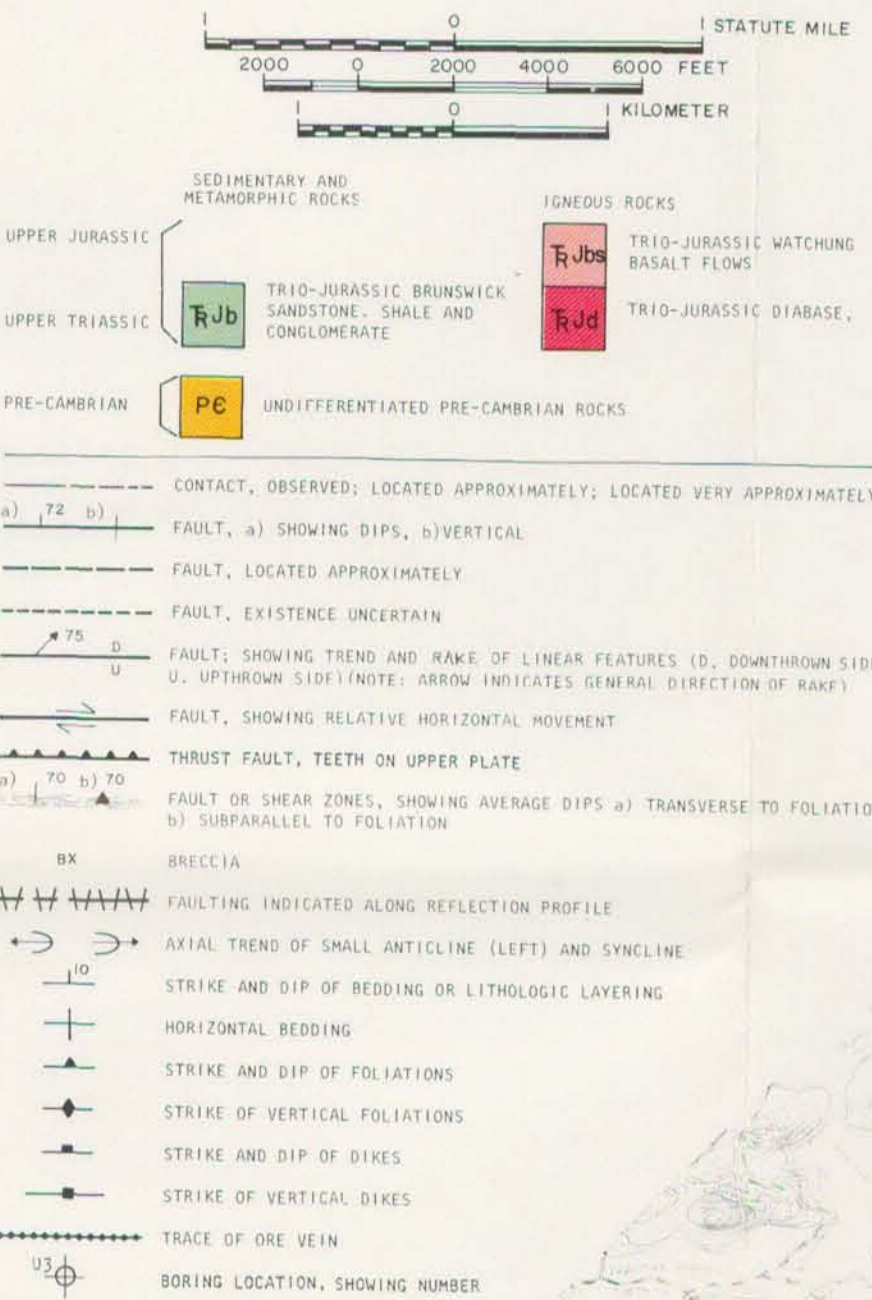 I 0 I STATUTE MILE
2000 0 2000 4000 6000 FEET
I 0 I KILOMETER
SEDIMENTARY AND
METAMORPHIC ROCKS
IGNEOUS ROCKS
UPPER JURASSIC
UPPER TRIASSIC
TRJb
TRIO-JURASSIC BRUNSWICK
SANDSTONE. SHALE AND
CONGLOMERATE
TRJbs
TRIO-JURASSIC WATCHUNG
BASALT FLOWS
TRJd
TRIO-JURASSIC DIABASE,
PRE-CAMBRIAN
PЄ
UNDIFFERENTIATED PRE-CAMBRIAN ROCKS
CONTACT, OBSERVED; LOCATED APPROXIMATELY; LOCATED VERY APPROXIMATELY
a) 72 b)
FAULT, a) SHOWING DIPS, b)VERTICAL
FAULT, LOCATED APPROXIMATELY
FAULT, EXISTENCE UNCERTAIN
75 D
U
FAULT; SHOWING TREND AND RAKE OF LINEAR FEATURES (D, DOWNTHROWN SIDE
U, UPTHROWN SIDE)(NOTE: ARROW INDICATES GENERAL DIRECTION OF RAKE)
FAULT, SHOWING RELATIVE HORIZONTAL MOVEMENT
THRUST FAULT, TEETH ON UPPER PLATE
a) 70 b) 70
FAULT OR SHEAR ZONES, SHOWING AVERAGE DIPS a) TRANSVERSE TO FOLIATIO
b) SUBPARALLEL TO FOLIATION
BX
BRECCIA
FAULTING INDICATED ALONG REFLECTION PROFILE
AXIAL TREND OF SMALL ANTICLINE (LEFT) AND SYNCLINE
10
STRIKE AND DIP OF BEDDING OR LITHOLOGIC LAYERING
HORIZONTAL BEDDING
STRIKE AND DIP OF FOLIATIONS
STRIKE OF VERTICAL FOLIATIONS
STRIKE AND DIP OF DIKES
STRIKE OF VERTICAL DIKES
TRACE OF ORE VEIN
U3
BORING LOCATION, SHOWING NUMBER